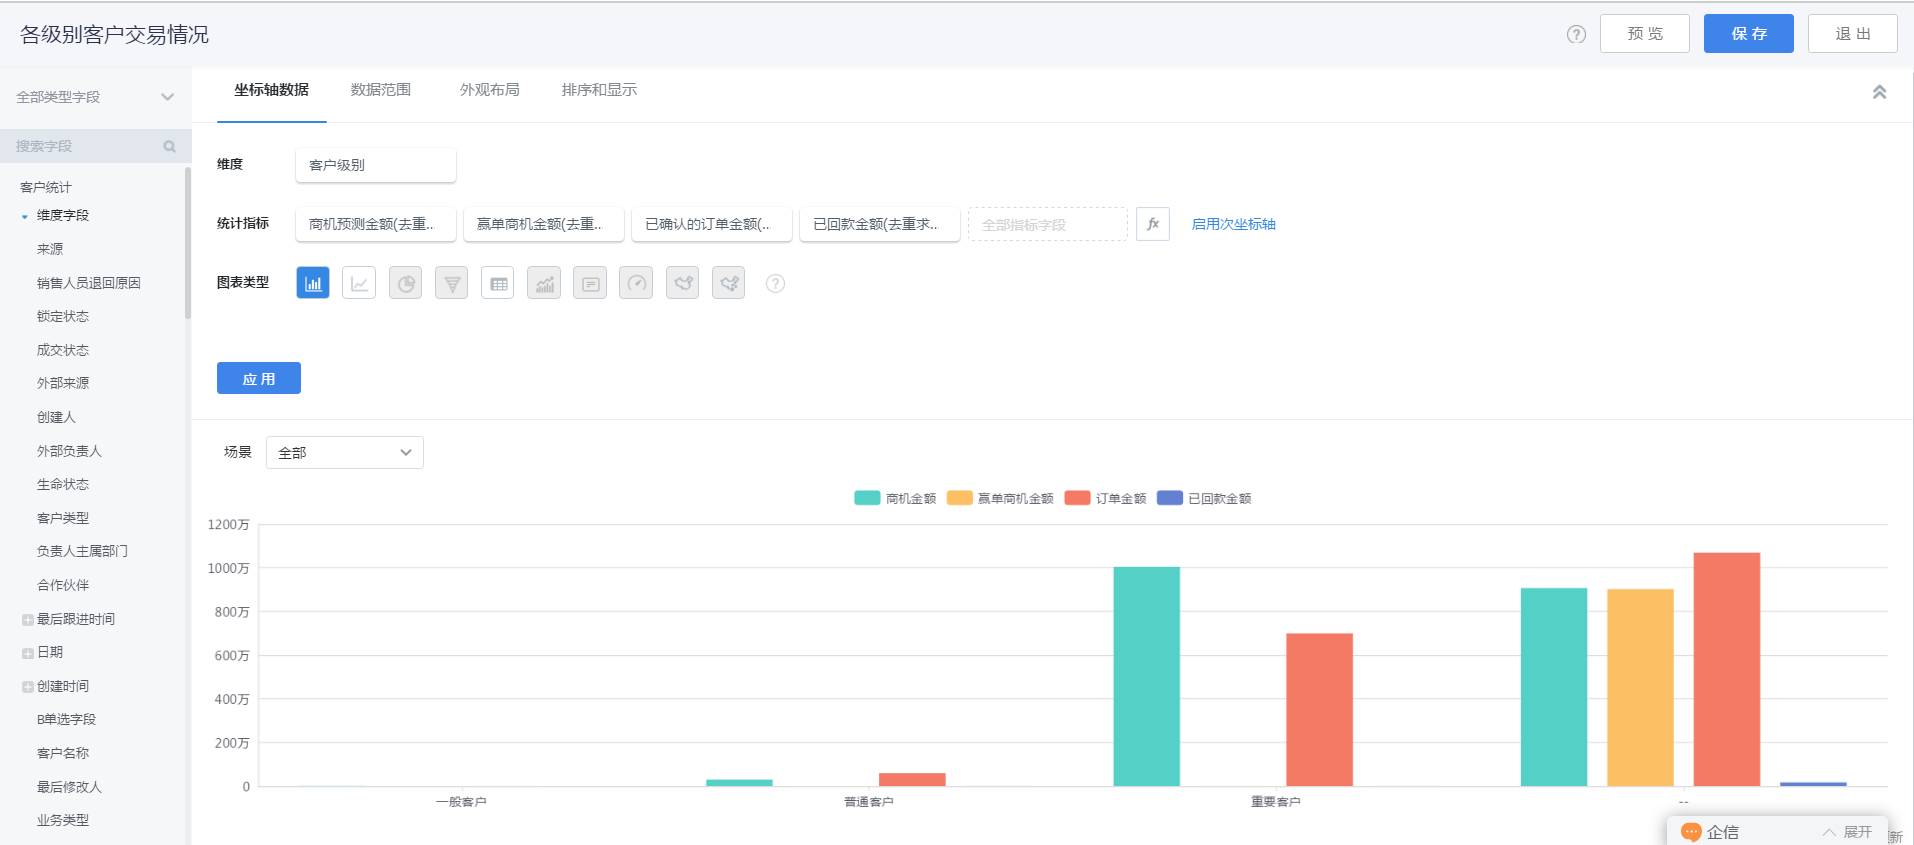 各级别客户交易情况
? 预 览 保 存 退 出
全部类型字段
搜索字段
客户统计
维度字段
来源
销售人员退回原因
锁定状态
成交状态
外部来源
创建人
外部负责人
生命状态
客户类型
负责人主属部门
合作伙伴
最后跟进时间
日期
创建时间
B单选字段
客户名称
最后修改人
业务类型
坐标轴数据 数据范围 外观布局 排序和显示
维度 客户级别
统计指标 商机预测金额(去重... 赢单商机金额(去重... 已确认的订单金额(... 已回款金额(去重求... 全部指标字段 fx 启用次坐标轴
图表类型 ?
应 用
场景 全部
商机金额 赢单商机金额 订单金额 已回款金额
1200万
1000万
800万
600万
400万
200万
0
一般客户 普通客户 重要客户 --
企信 展开
新